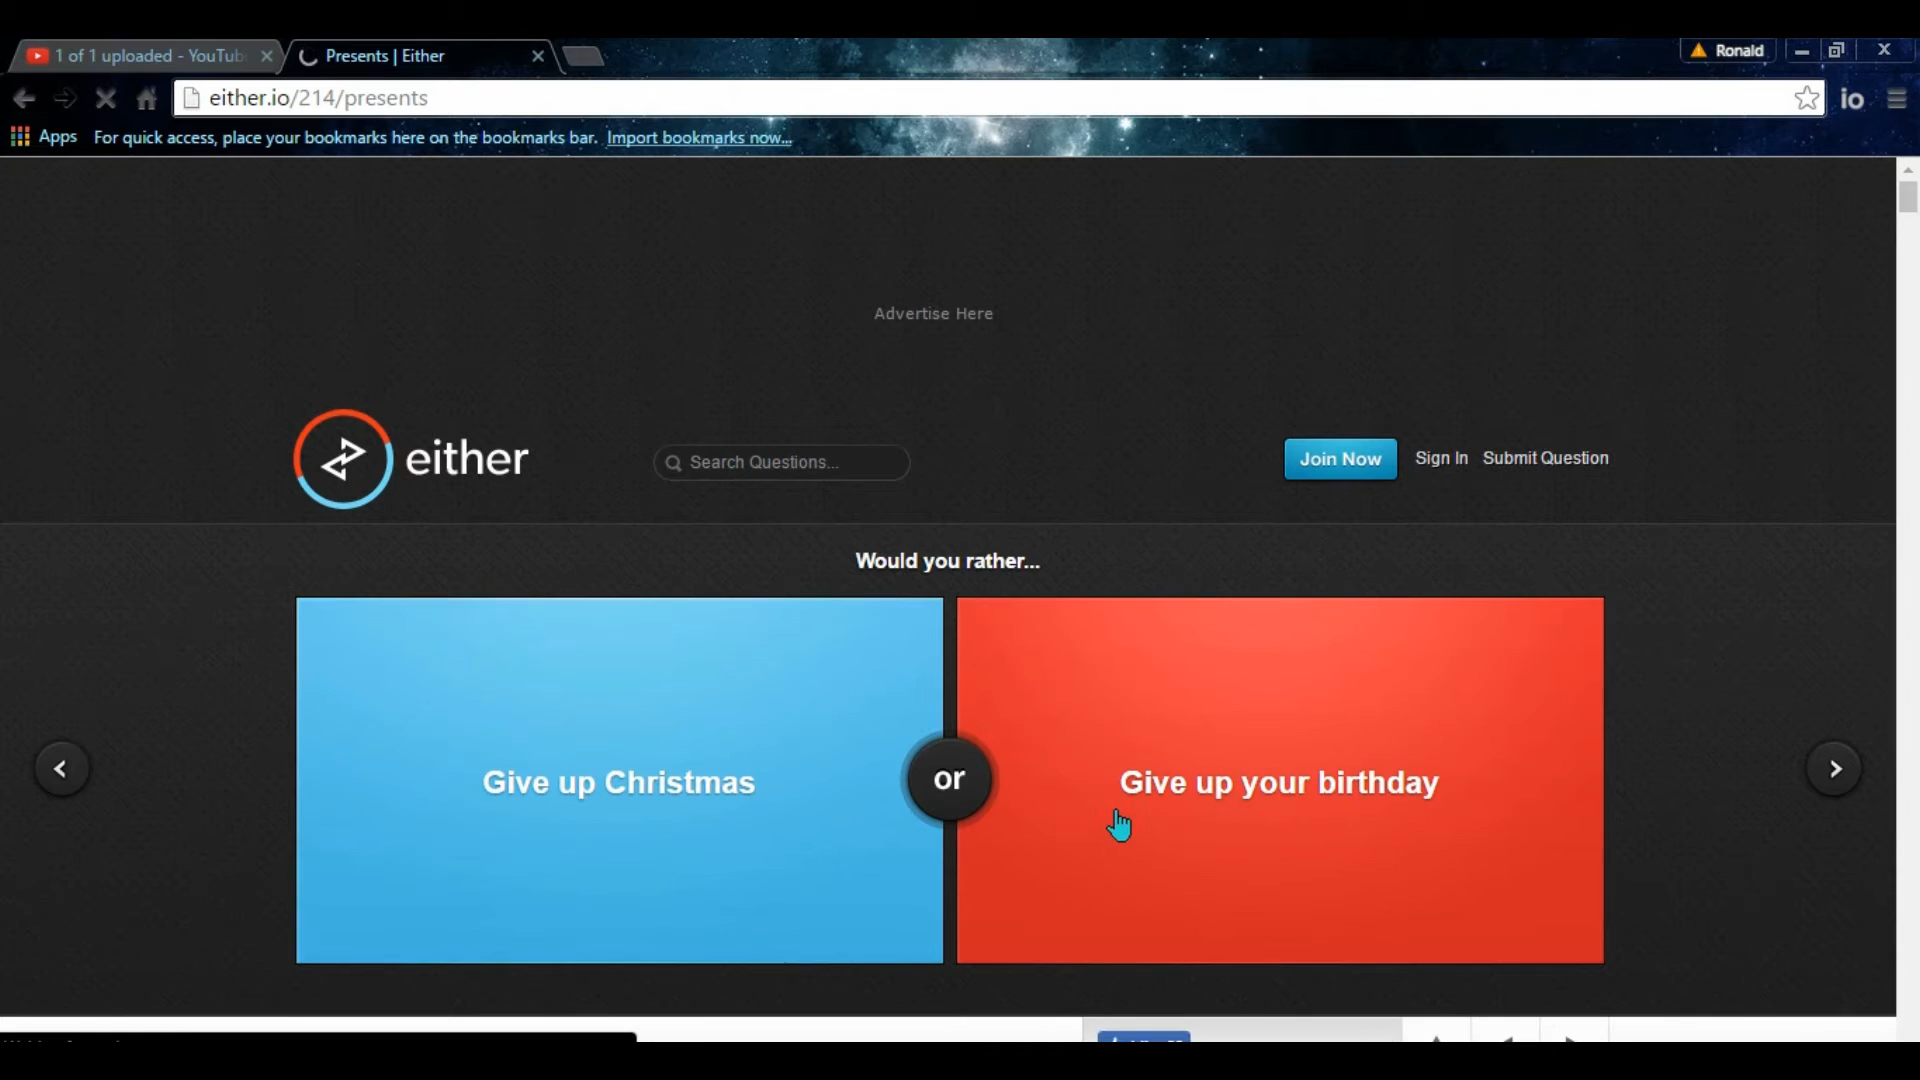 1 of 1 uploaded - YouTub
Presents | Either
Ronald
either.io/214/presents
io
Apps
For quick access, place your bookmarks here on the bookmarks bar. Import bookmarks now...
Advertise Here
either
Search Questions...
Join Now
Sign In
Submit Question
Would you rather...
Give up Christmas
or
Give up your birthday